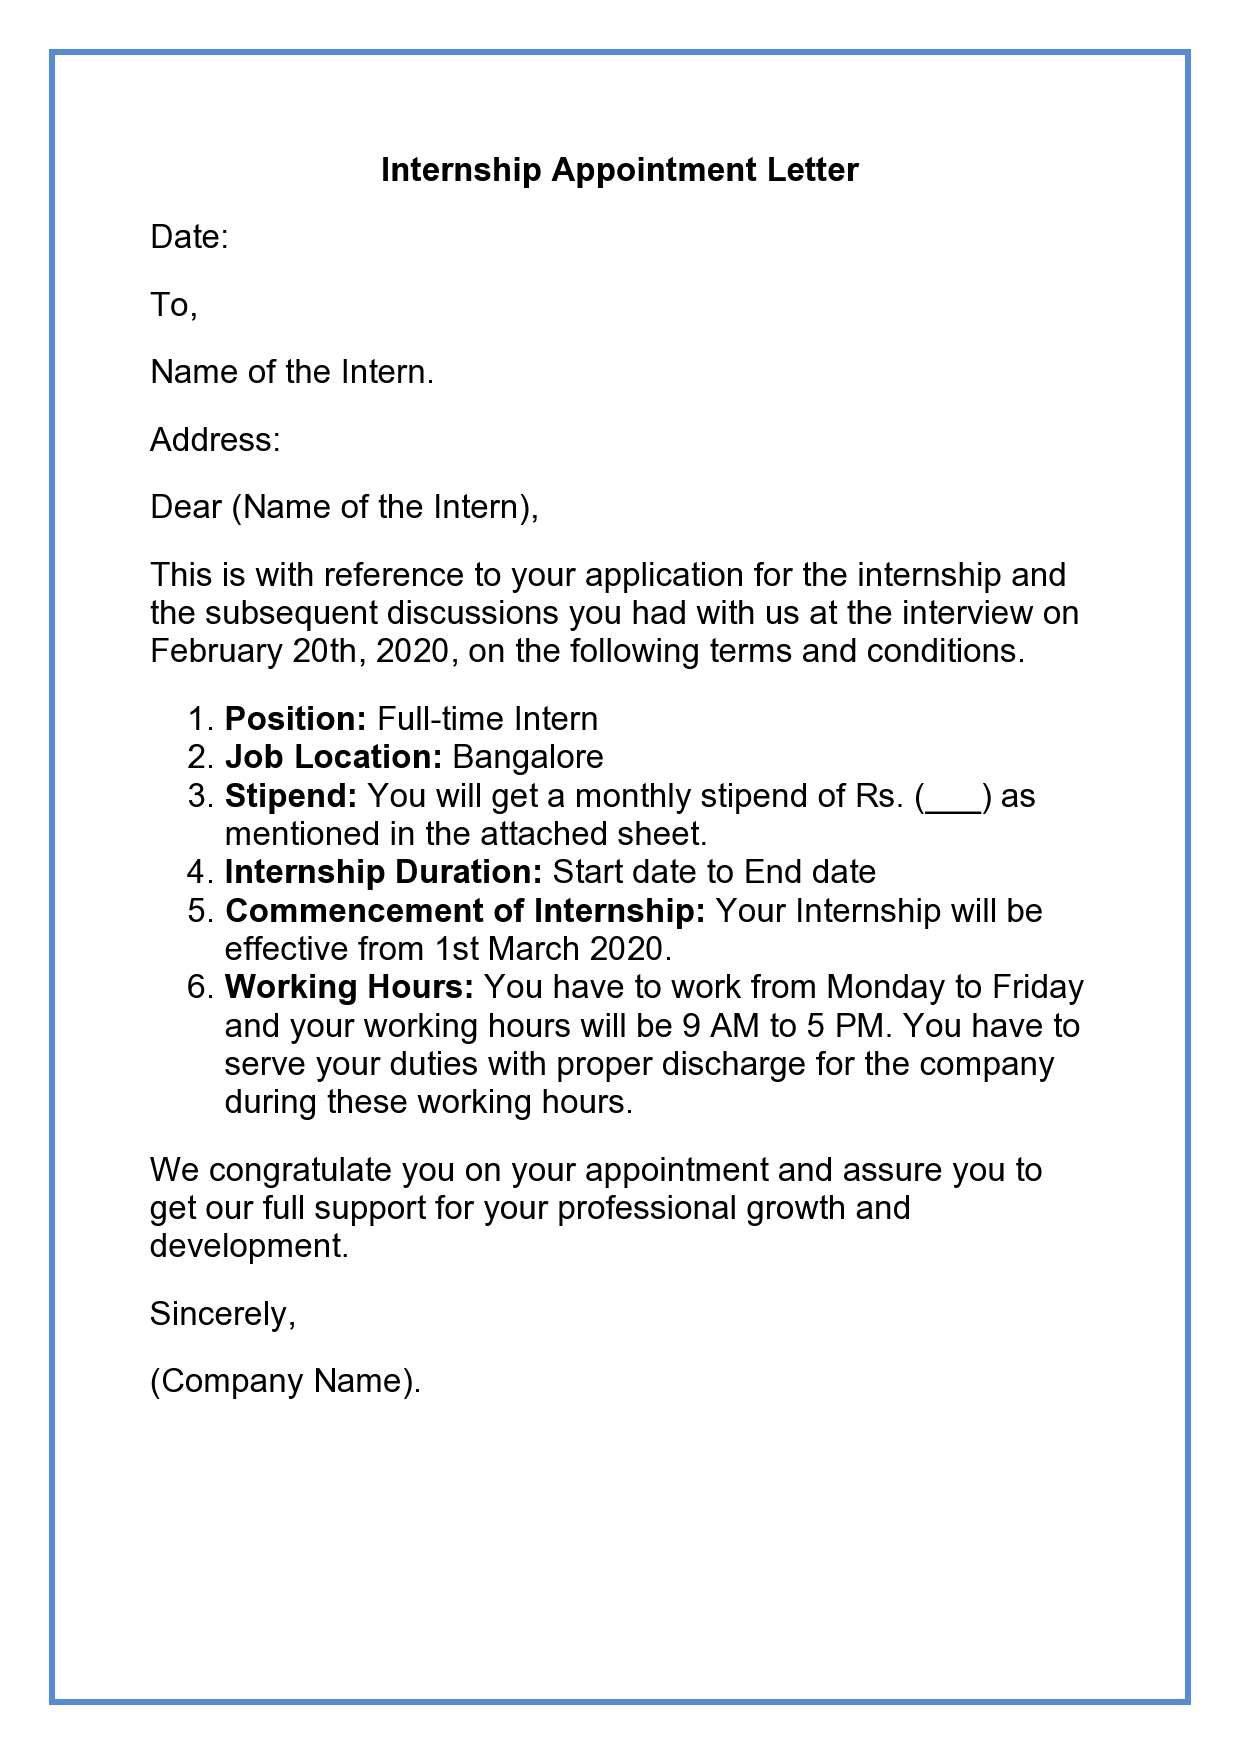 Internship Appointment Letter
Date:
To,
Name of the Intern.
Address:
Dear (Name of the Intern),
This is with reference to your application for the internship and
the subsequent discussions you had with us at the interview on
February 20th, 2020, on the following terms and conditions.
1. Position: Full-time Intern
2. Job Location: Bangalore
3. Stipend: You will get a monthly stipend of Rs. (___) as
mentioned in the attached sheet.
4. Internship Duration: Start date to End date
5. Commencement of Internship: Your Internship will be
effective from 1st March 2020.
6. Working Hours: You have to work from Monday to Friday
and your working hours will be 9 AM to 5 PM. You have to
serve your duties with proper discharge for the company
during these working hours.
We congratulate you on your appointment and assure you to
get our full support for your professional growth and
development.
Sincerely,
(Company Name).